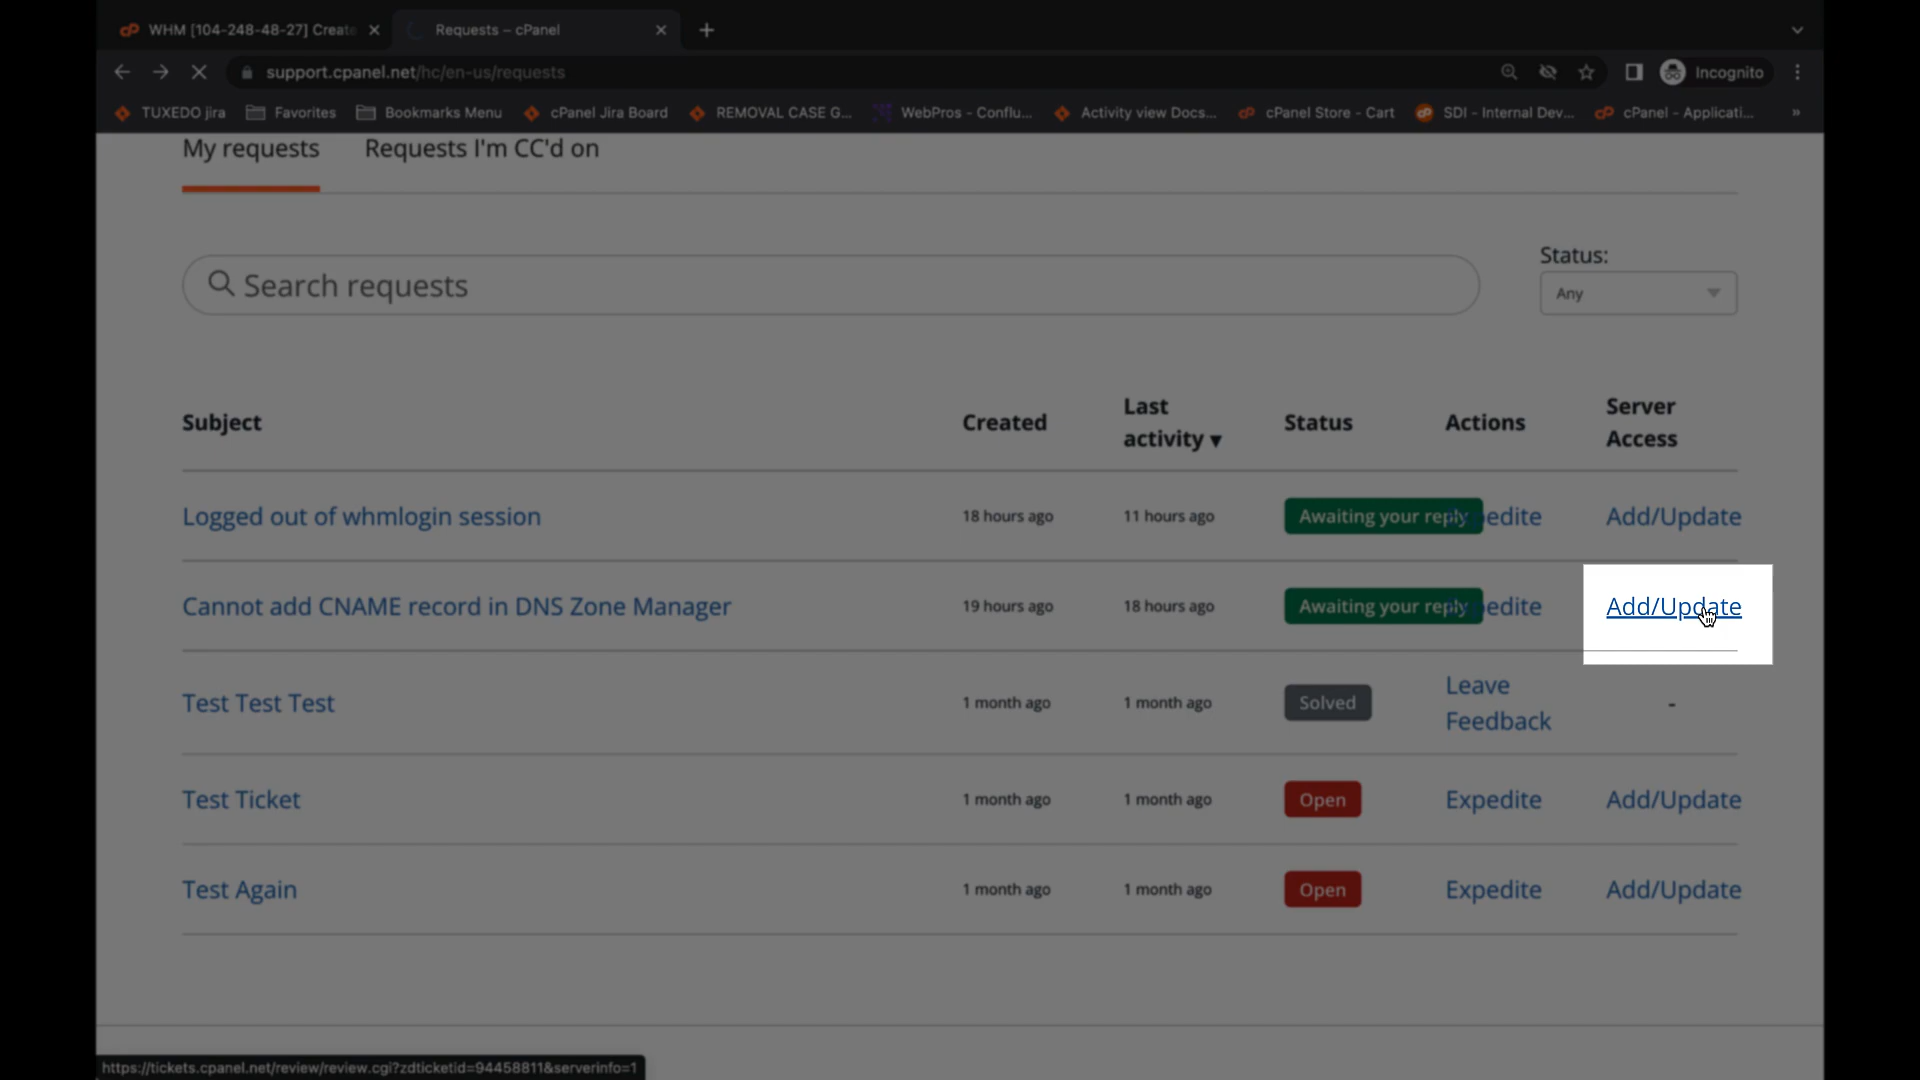 WHM [104-248-48-27] Create
Requests – cPanel
support.cpanel.net/hc/en-us/requests
Incognito
TUXEDO jira
Favorites
Bookmarks Menu
cPanel Jira Board
REMOVAL CASE G...
WebPros - Conflu...
Activity view Docs...
cPanel Store - Cart
SDI - Internal Dev...
cPanel - Applicati...
»
My requests
Requests I'm CC'd on
Search requests
Status:
Any
Subject
Created
Last
activity ▼
Status
Actions
Server
Access
Logged out of whmlogin session
18 hours ago
11 hours ago
Awaiting your reply
Add/Update
Cannot add CNAME record in DNS Zone Manager
19 hours ago
18 hours ago
Awaiting your reply
Add/Update
Test Test Test
1 month ago
1 month ago
Solved
Leave
Feedback
-
Test Ticket
1 month ago
1 month ago
Open
Expedite
Add/Update
Test Again
1 month ago
1 month ago
Open
Expedite
Add/Update
https://tickets.cpanel.net/review/review.cgi?zdticketid=94458811&serverinfo=1